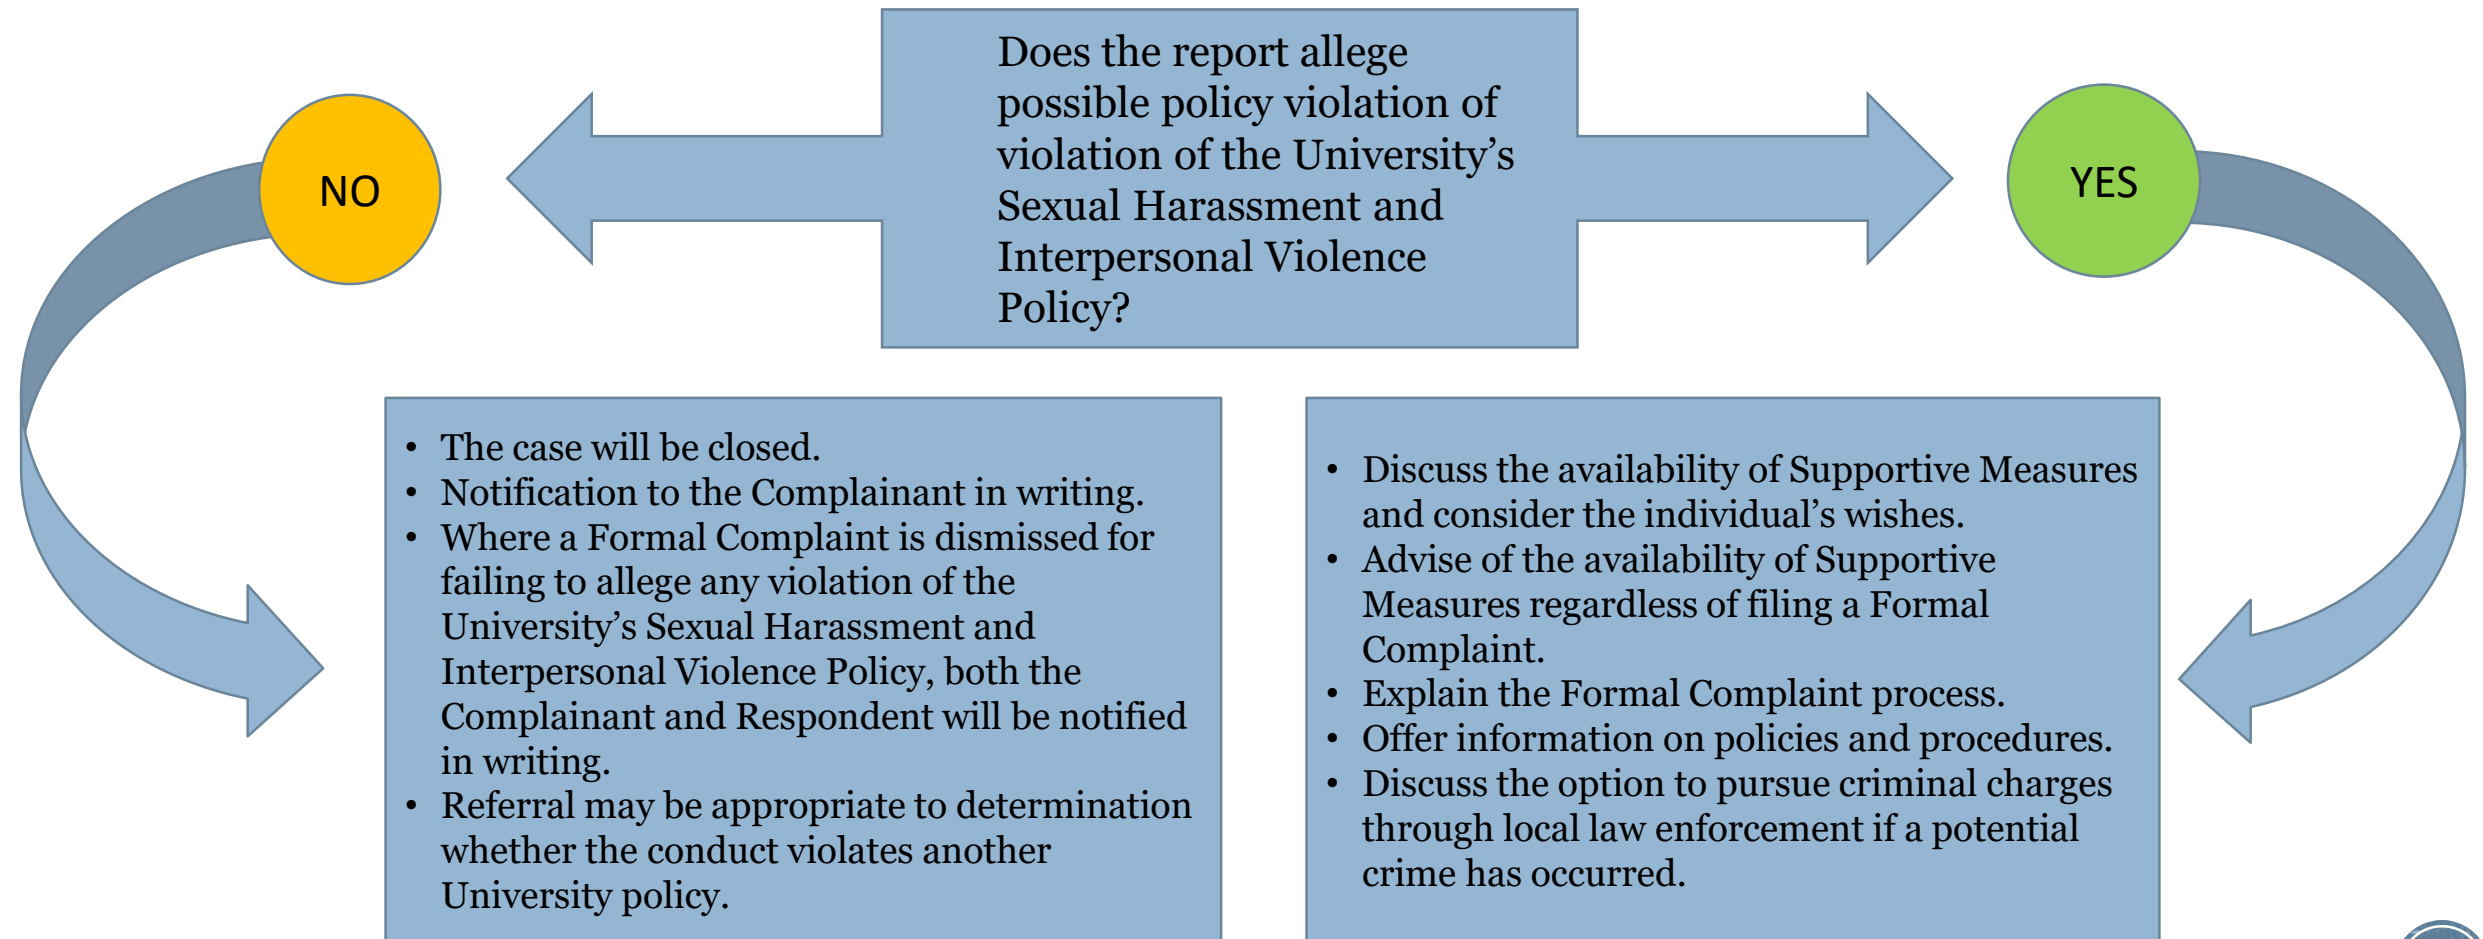 Does the report allege
possible policy violation of
violation of the University’s
Sexual Harassment and
Interpersonal Violence
Policy?
NO
YES
• The case will be closed.
• Notification to the Complainant in writing.
• Where a Formal Complaint is dismissed for
failing to allege any violation of the
University’s Sexual Harassment and
Interpersonal Violence Policy, both the
Complainant and Respondent will be notified
in writing.
• Referral may be appropriate to determination
whether the conduct violates another
University policy.
• Discuss the availability of Supportive Measures
and consider the individual’s wishes.
• Advise of the availability of Supportive
Measures regardless of filing a Formal
Complaint.
• Explain the Formal Complaint process.
• Offer information on policies and procedures.
• Discuss the option to pursue criminal charges
through local law enforcement if a potential
crime has occurred.